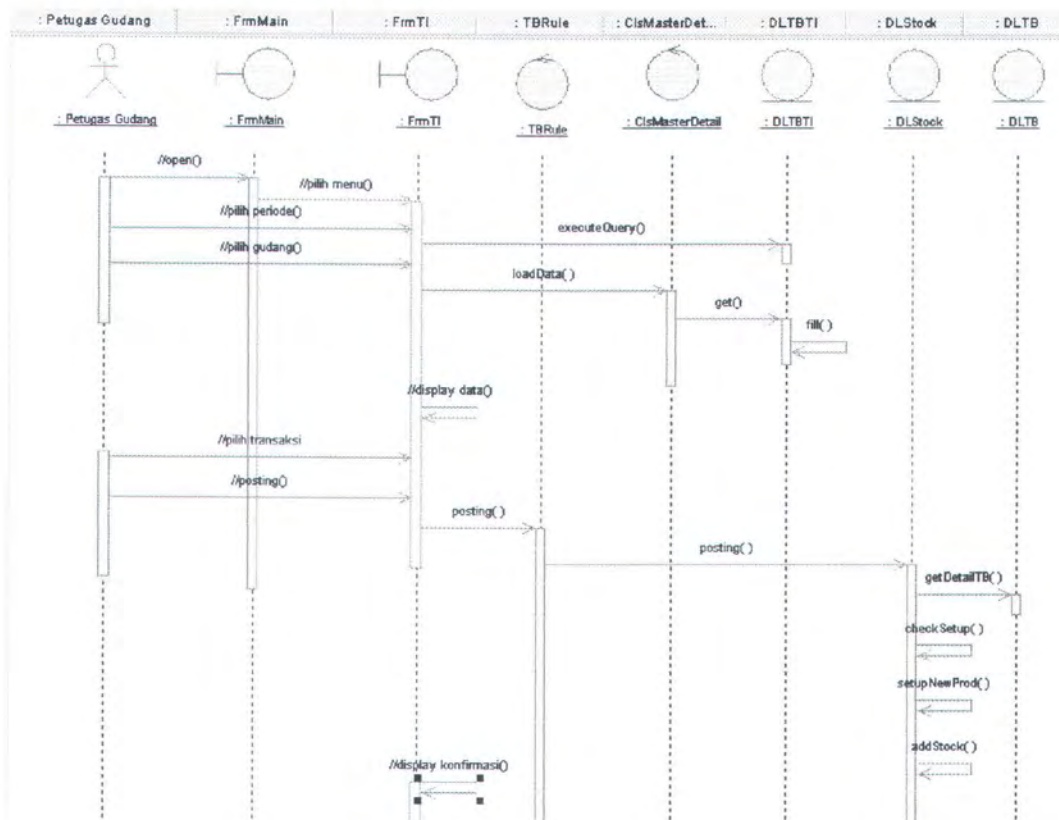 : Petugas Gudang
: FrmMain
: FrmTI
: TBRule
: ClsMasterDet...
: DLTBTI
: DLStock
: DLTB
: Petugas Gudang
: FrmMain
: FrmTI
: TBRule
: ClsMasterDetail
: DLTBTI
: DLStock
: DLTB
//open()
//pilih menu()
//pilih periode()
executeQuery()
//pilih gudang()
loadData( )
get()
fill( )
//display data()
//pilih transaksi
//posting()
posting( )
posting( )
getDetailTB( )
checkSetup( )
setupNewProd( )
addStock( )
//display konfirmasi()